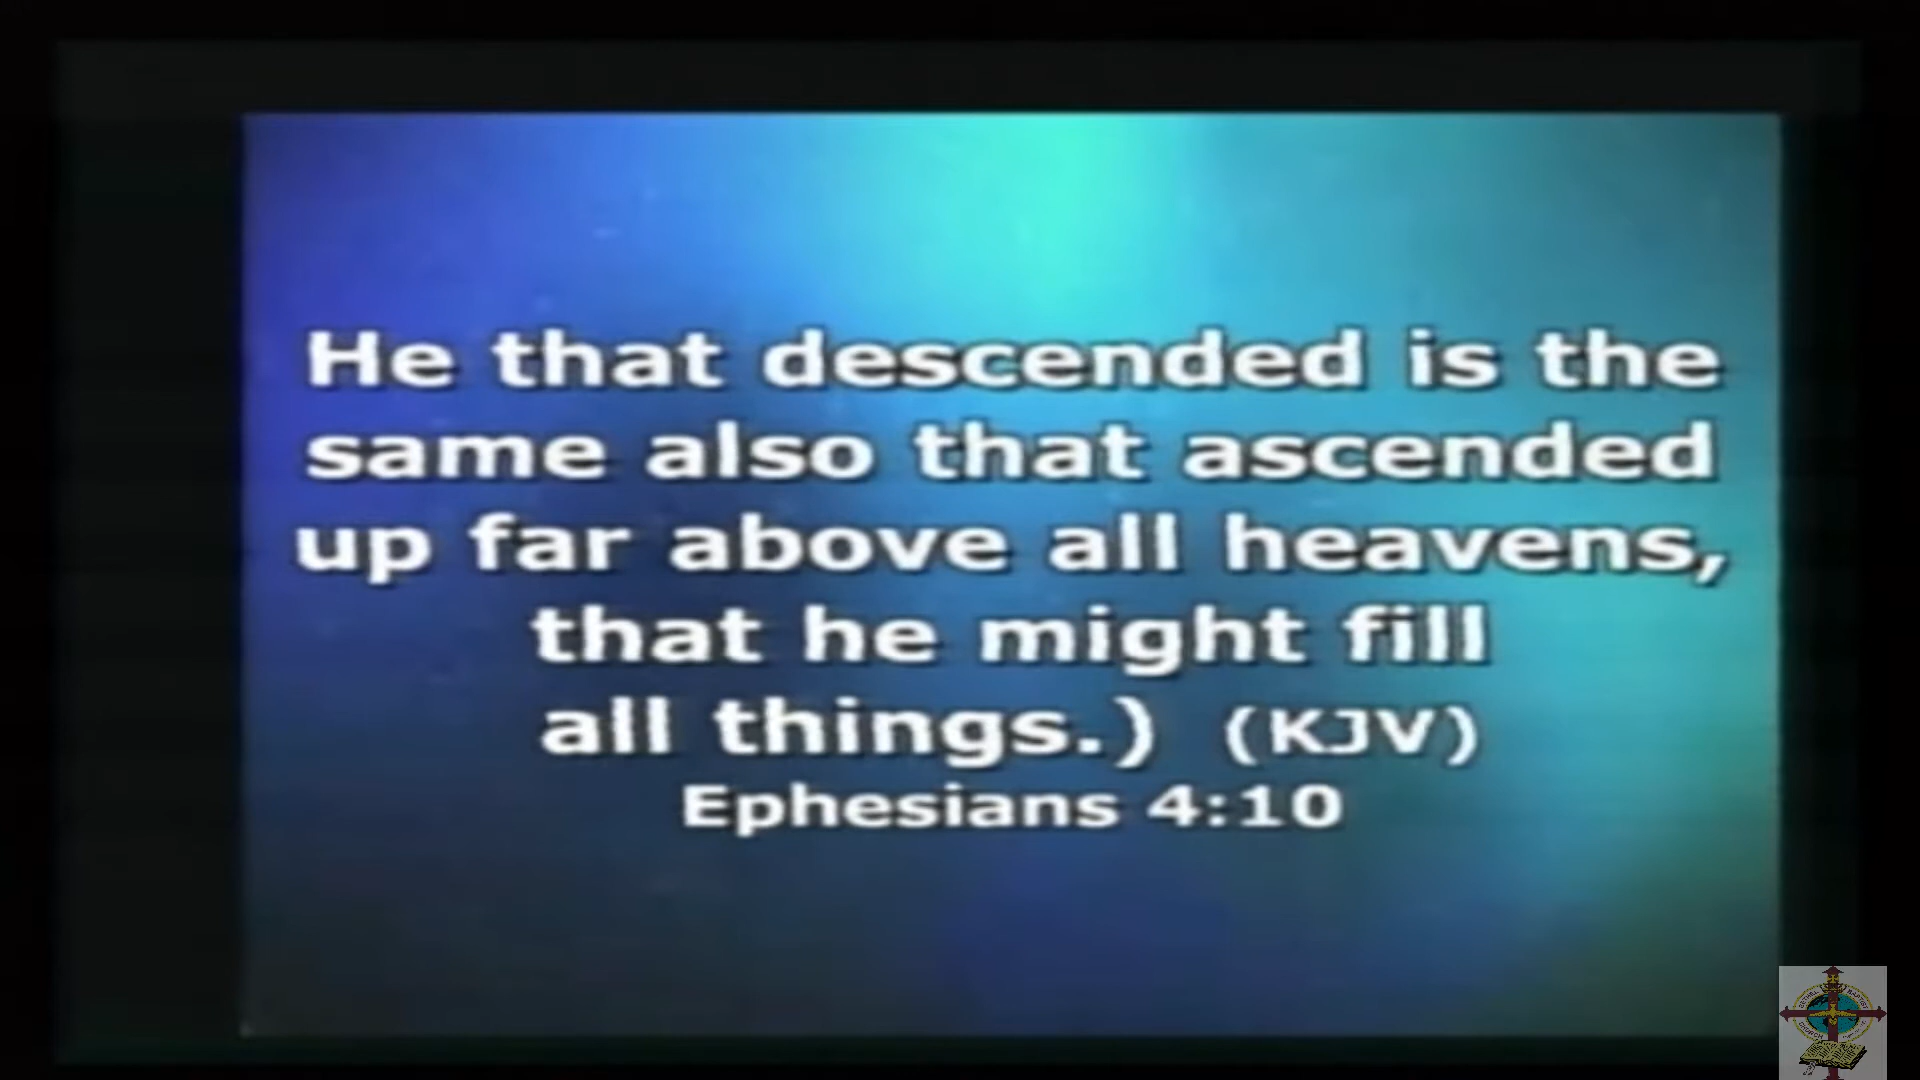 He that descended is the
same also that ascended
up far above all heavens,
that he might fill
all things.) (KJV)
Ephesians 4:10